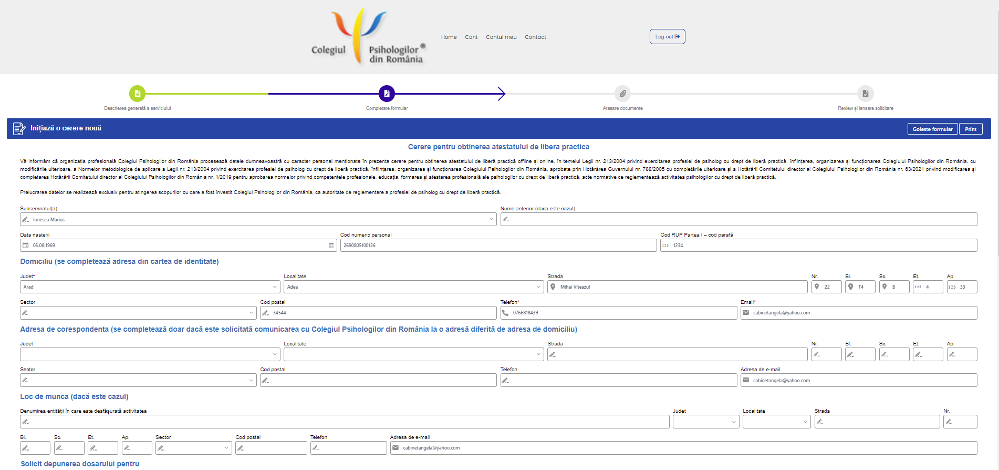 Colegiul Psihologilor®
din România
Home Cont Contul meu Contact
Log-out
Descrierea generală a serviciului
Completare formular
Atașare documente
Review și lansare solicitare
Inițiază o cerere nouă
Goleste formular Print
Cerere pentru obtinerea atestatului de libera practica
Vă informăm că organizația profesională Colegiul Psihologilor din România procesează datele dumneavoastră cu caracter personal menționate în prezenta cerere pentru obținerea atestatului de liberă practică offline și online, în temeiul Legii nr. 213/2004 privind exercitarea profesiei de psiholog cu drept de liberă practică, înființarea, organizarea și funcționarea Colegiului Psihologilor din România, cu
modificările ulterioare, a Normelor metodologice de aplicare a Legii nr. 213/2004 privind exercitarea profesiei de psiholog cu drept de liberă practică, înființarea, organizarea și funcționarea Colegiului Psihologilor din România, aprobate prin Hotărârea Guvernului nr. 788/2005 cu completările ulterioare și a Hotărârii Comitetului director al Colegiului Psihologilor din România nr. 63/2021 privind modificarea și
completarea Hotărârii Comitetului director al Colegiului Psihologilor din România nr. 1/2019 pentru aprobarea normelor privind competențele profesionale, educația, formarea și atestarea profesională ale psihologilor cu drept de liberă practică, acte normative ce reglementează activitatea psihologilor cu drept de liberă practică.
Prelucrarea datelor se realizează exclusiv pentru atingerea scopurilor cu care a fost învestit Colegiul Psihologilor din România, ca autoritate de reglementare a profesiei de psiholog cu drept de liberă practică.
Subsemnatul(a) Nume anterior (daca este cazul)
Ionescu Marius
Data nasterii Cod numeric personal Cod RUP Partea I – cod parafă
05.08.1969 2690805100126 123 1234
Domiciliu (se completează adresa din cartea de identitate)
Judet* Localitate Strada Nr. Bl. Sc. Et. Ap.
Arad Adea Mihai Viteazul 22 T4 B 123 4 123 33
Sector Cod postal Telefon* Email*
34544 0766818439 cabinetangela@yahoo.com
Adresa de corespondenta (se completează doar dacă este solicitată comunicarea cu Colegiul Psihologilor din România la o adresă diferită de adresa de domiciliu)
Judet Localitate Strada Nr. Bl. Sc. Et. Ap.
Sector Cod postal Telefon Adresa de e-mail
cabinetangela@yahoo.com
Loc de munca (dacă este cazul)
Denumirea entității în care este desfășurată activitatea Judet Localitate Strada Nr.
Bl. Sc. Et. Ap. Sector Cod postal Telefon Adresa de e-mail
cabinetangela@yahoo.com
Solicit depunerea dosarului pentru